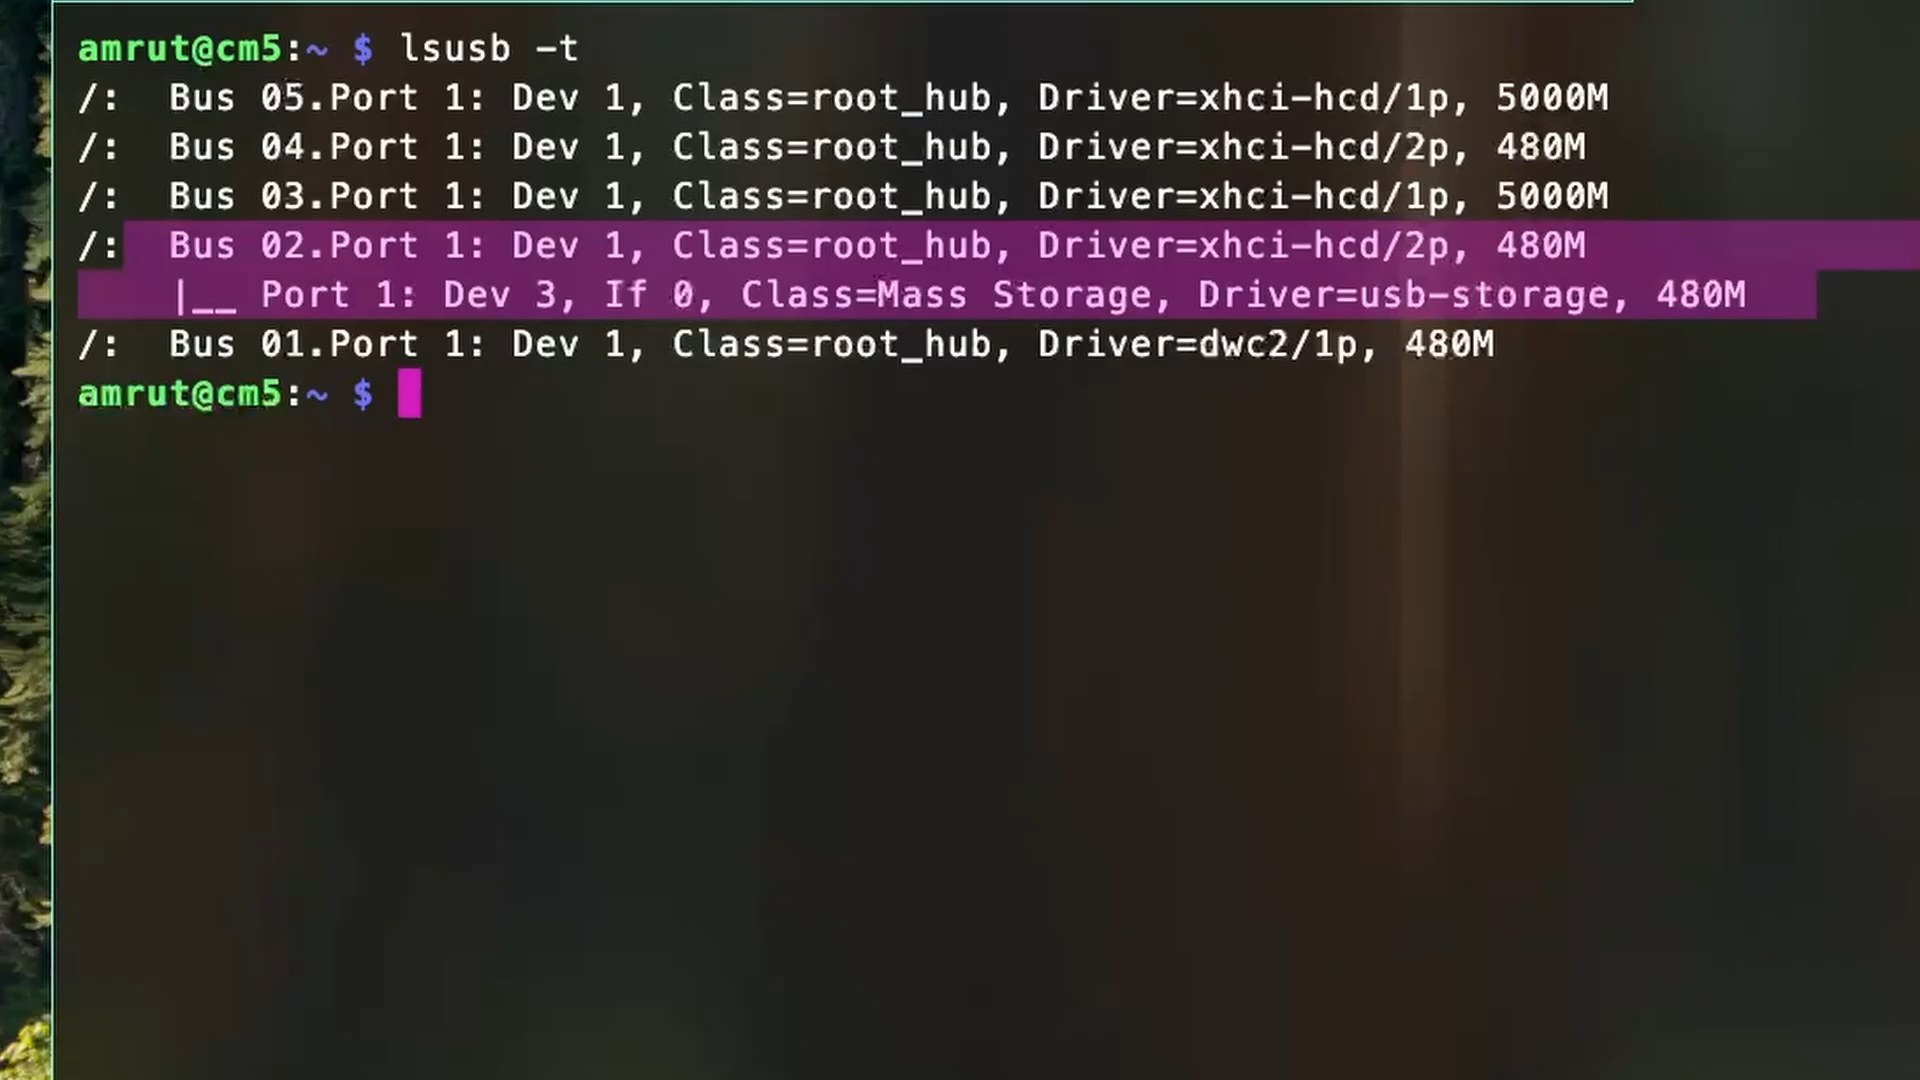 amrut@cm5:~ $ lsusb -t
/:  Bus 05.Port 1: Dev 1, Class=root_hub, Driver=xhci-hcd/1p, 5000M
/:  Bus 04.Port 1: Dev 1, Class=root_hub, Driver=xhci-hcd/2p, 480M
/:  Bus 03.Port 1: Dev 1, Class=root_hub, Driver=xhci-hcd/1p, 5000M
/:  Bus 02.Port 1: Dev 1, Class=root_hub, Driver=xhci-hcd/2p, 480M
    |__ Port 1: Dev 3, If 0, Class=Mass Storage, Driver=usb-storage, 480M
/:  Bus 01.Port 1: Dev 1, Class=root_hub, Driver=dwc2/1p, 480M
amrut@cm5:~ $